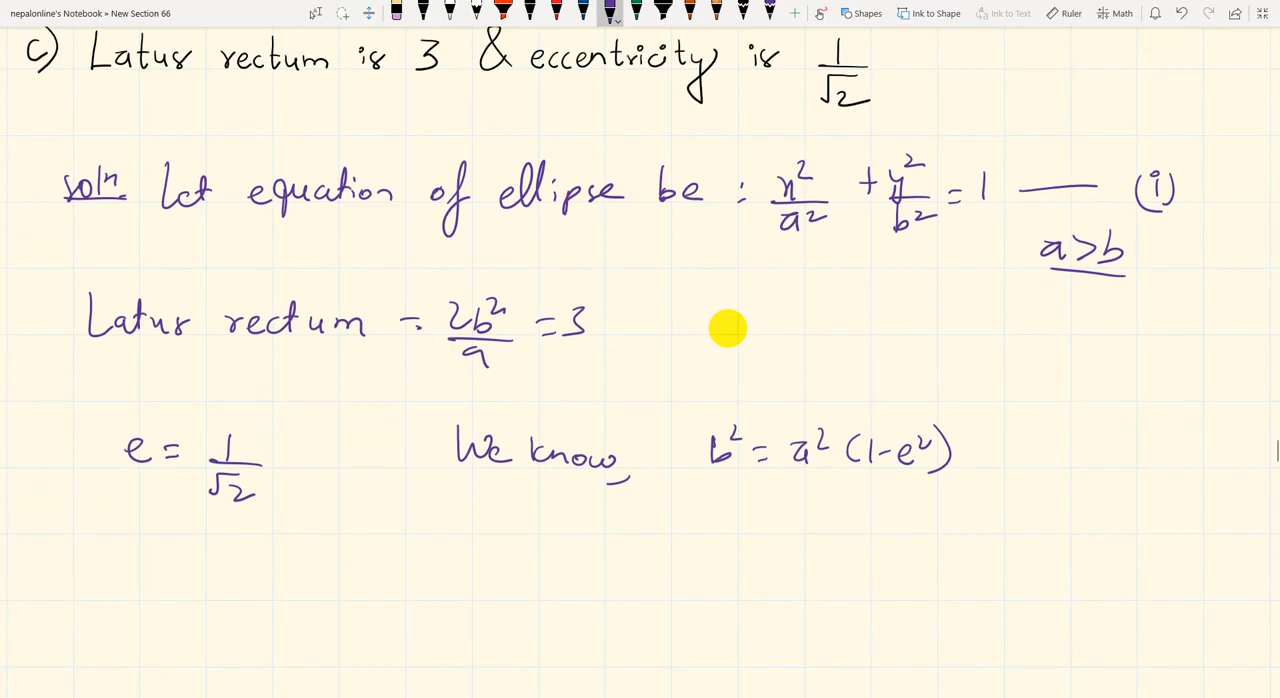 nepalonline's Notebook » New Section 66 Shapes Ink to Shape Ink to Text Ruler Math
c) Latus rectum is 3 & eccentricity is 1/√2
soln Let equation of ellipse be : x²/a² + y²/b² = 1 — (i)
a>b
Latus rectum = 2b²/a = 3
e = 1/√2 We know, b² = a² (1-e²)